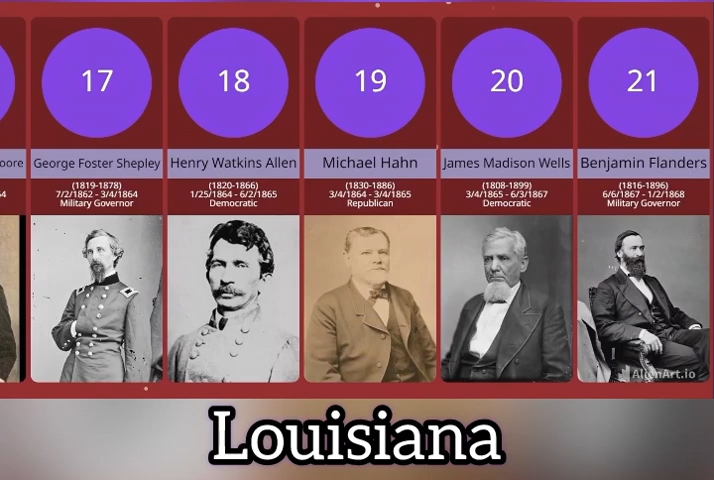 17
18
19
20
21
oore
George Foster Shepley
Henry Watkins Allen
Michael Hahn
James Madison Wells
Benjamin Flanders
4
(1819-1878)
7/2/1862 - 3/4/1864
Military Governor
(1820-1866)
1/25/1864 - 6/2/1865
Democratic
(1830-1886)
3/4/1864 - 3/4/1865
Republican
(1808-1899)
3/4/1865 - 6/3/1867
Democratic
(1816-1896)
6/6/1867 - 1/2/1868
Military Governor
AlienArt.io
Louisiana